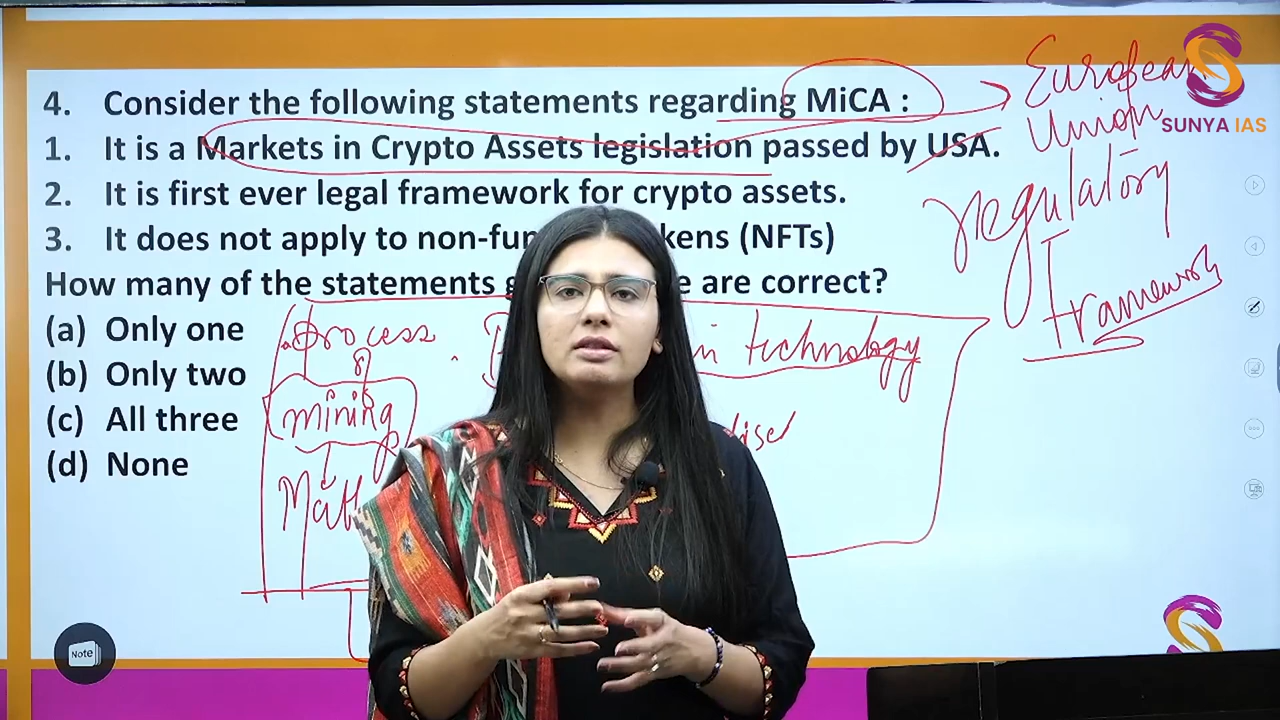 4. Consider the following statements regarding MiCA :
1. It is a Markets in Crypto Assets legislation passed by USA.
2. It is first ever legal framework for crypto assets.
3. It does not apply to non-fun kens (NFTs)
How many of the statements g e are correct?
(a) Only one
(b) Only two
(c) All three
(d) None
European
Union
regulatory
Framework
process
of
mining
Math
in technology
SUNYA IAS
Note